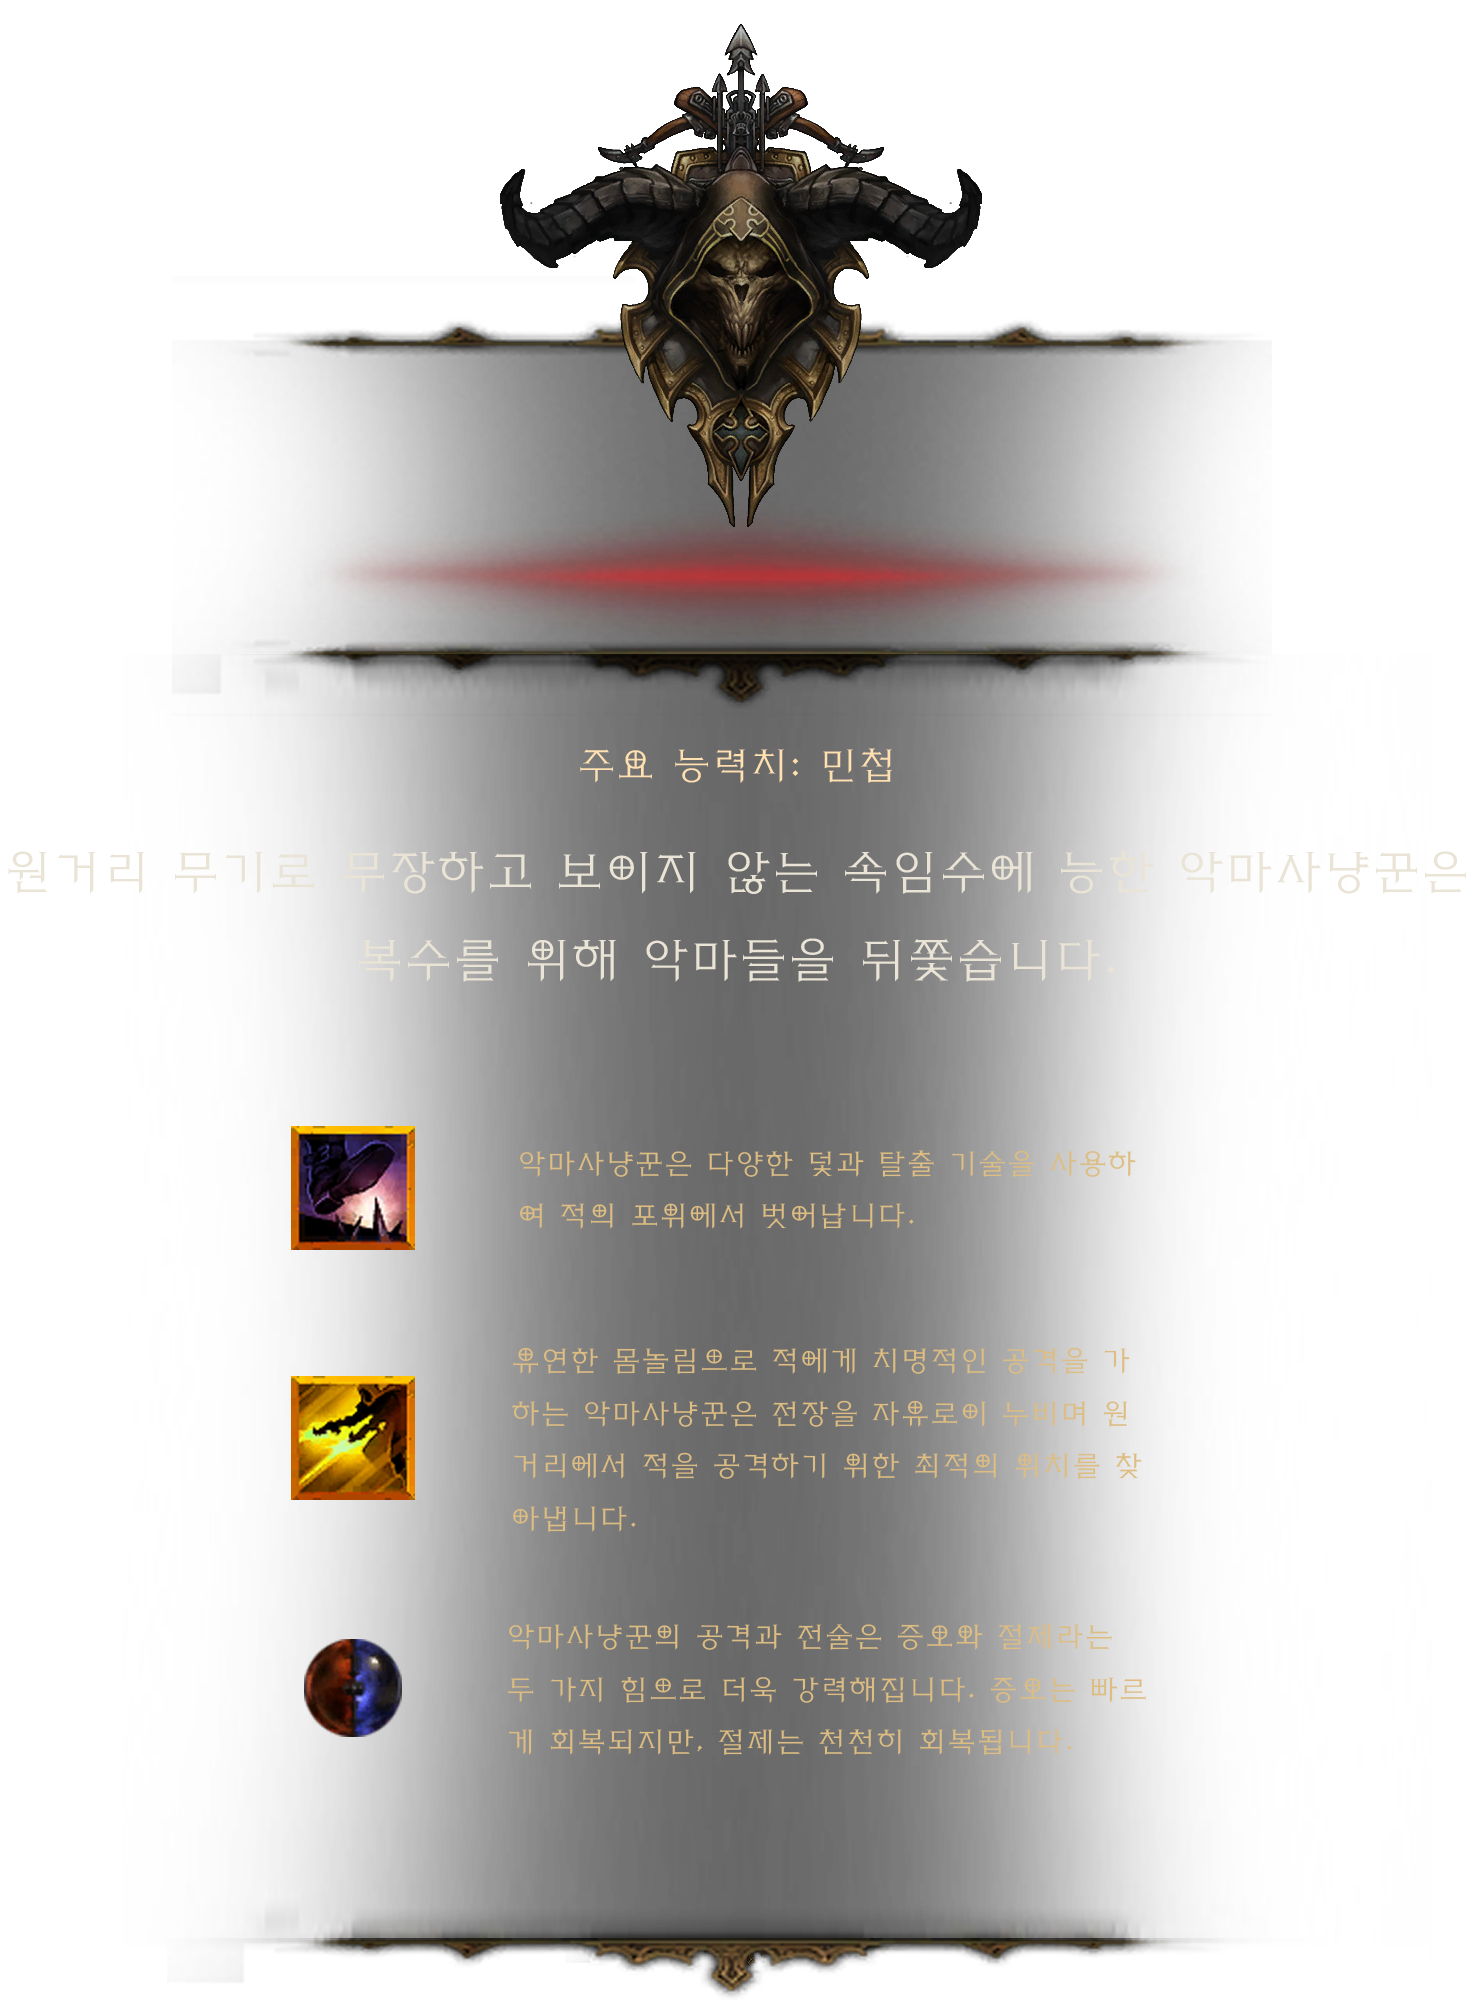 주요 능력치: 민첩
원거리 무기로 무장하고 보이지 않는 속임수에 능한 악마사냥꾼은
복수를 위해 악마들을 뒤쫓습니다.
악마사냥꾼은 다양한 덫과 탈출 기술을 사용하
여 적의 포위에서 벗어납니다.
유연한 몸놀림으로 적에게 치명적인 공격을 가
하는 악마사냥꾼은 전장을 자유로이 누비며 원
거리에서 적을 공격하기 위한 최적의 위치를 찾
아냅니다.
악마사냥꾼의 공격과 전술은 증오와 절제라는
두 가지 힘으로 더욱 강력해집니다. 증오는 빠르
게 회복되지만, 절제는 천천히 회복됩니다.